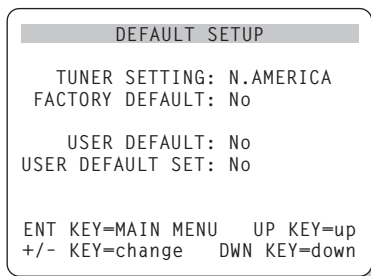 DEFAULT SETUP
TUNER SETTING: N.AMERICA
FACTORY DEFAULT: No
USER DEFAULT: No
USER DEFAULT SET: No
ENT KEY=MAIN MENU UP KEY=up
+/- KEY=change DWN KEY=down